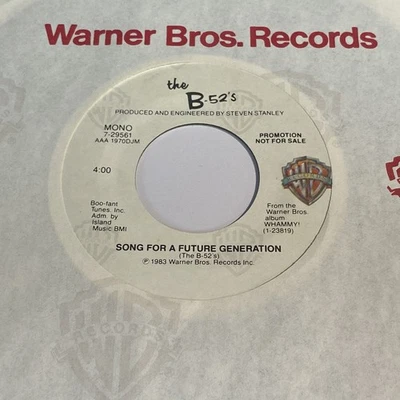 Warner Bros. Records
the
B-52's
PRODUCED AND ENGINEERED BY STEVEN STANLEY
MONO
7-29561
AAA 1970DJM
PROMOTION
NOT FOR SALE
4:00
Boo-fant
Tunes, Inc.
Adm. by
Island
Music BMI
From the
Warner Bros.
album
WHAMMY!
(1-23819)
SONG FOR A FUTURE GENERATION
(The B-52's)
℗ 1983 Warner Bros. Records Inc.
RECORDS